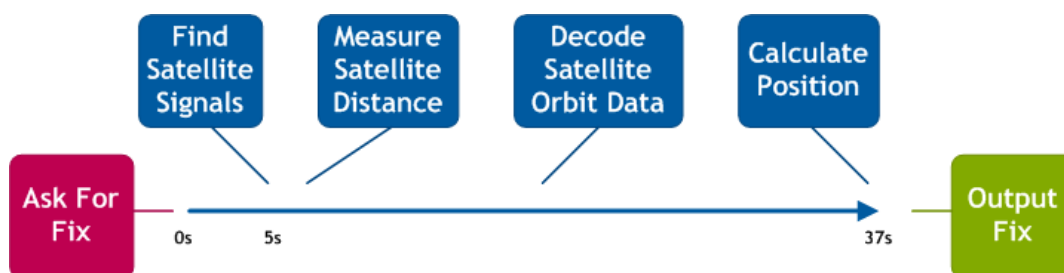 Find
Satellite
Signals
Measure
Satellite
Distance
Decode
Satellite
Orbit Data
Calculate
Position
Ask For
Fix
0s
5s
37s
Output
Fix